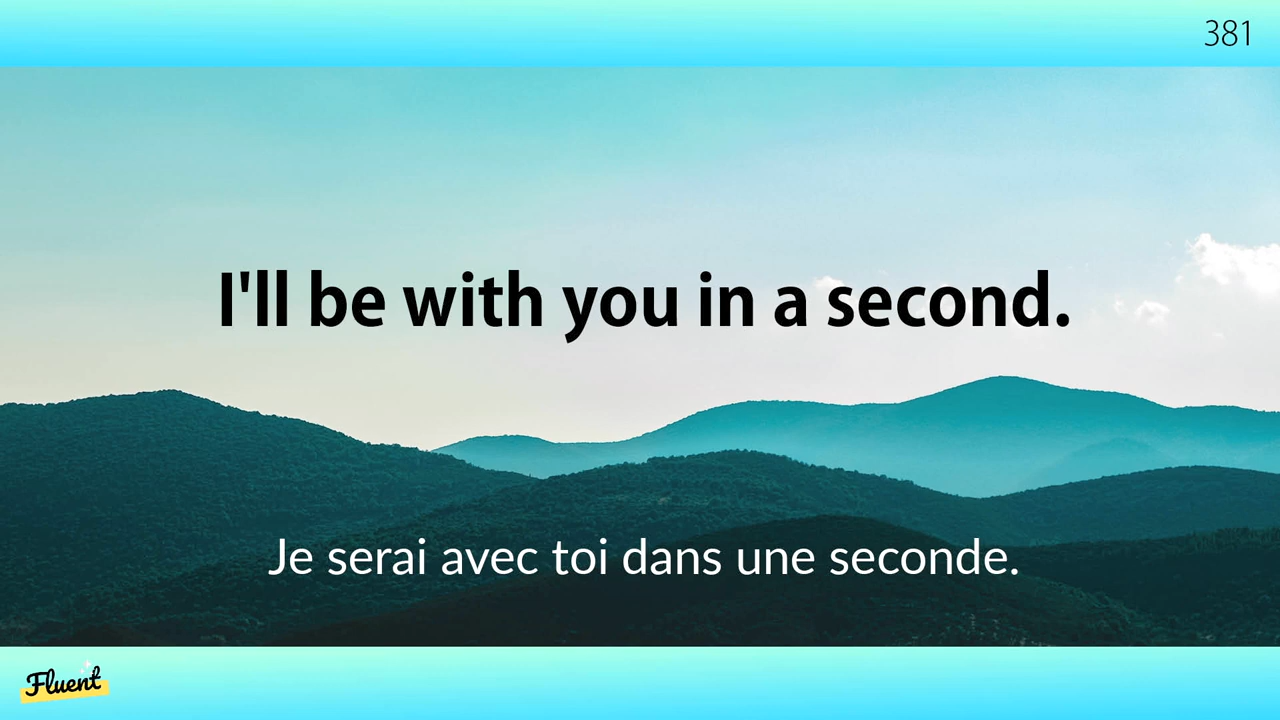 381
I'll be with you in a second.
Je serai avec toi dans une seconde.
Fluent